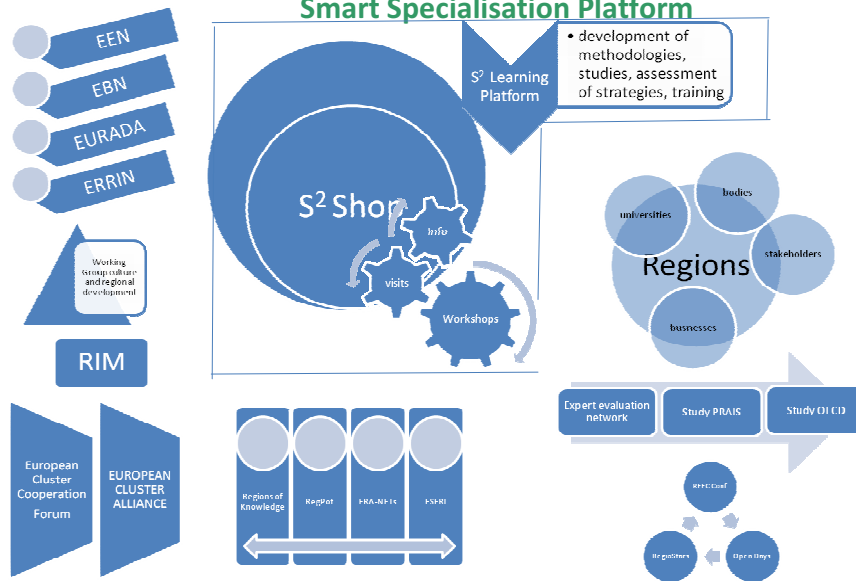 Smart Specialisation Platform
EEN
EBN
EURADA
ERRIN
S² Learning
Platform
• development of
methodologies,
studies, assessment
of strategies, training
S² Shop
Info
visits
Workshops
bodies
universities
stakeholders
Regions
businesses
Working
Group culture
and regional
development
RIM
European
Cluster
Cooperation
Forum
EUROPEAN
CLUSTER
ALLIANCE
Regions of
Knowledge
RegPot
ERA-NETs
ESFRI
Expert evaluation
network
Study PRAIS
Study OECD
Conf
RegioStars
Open Days